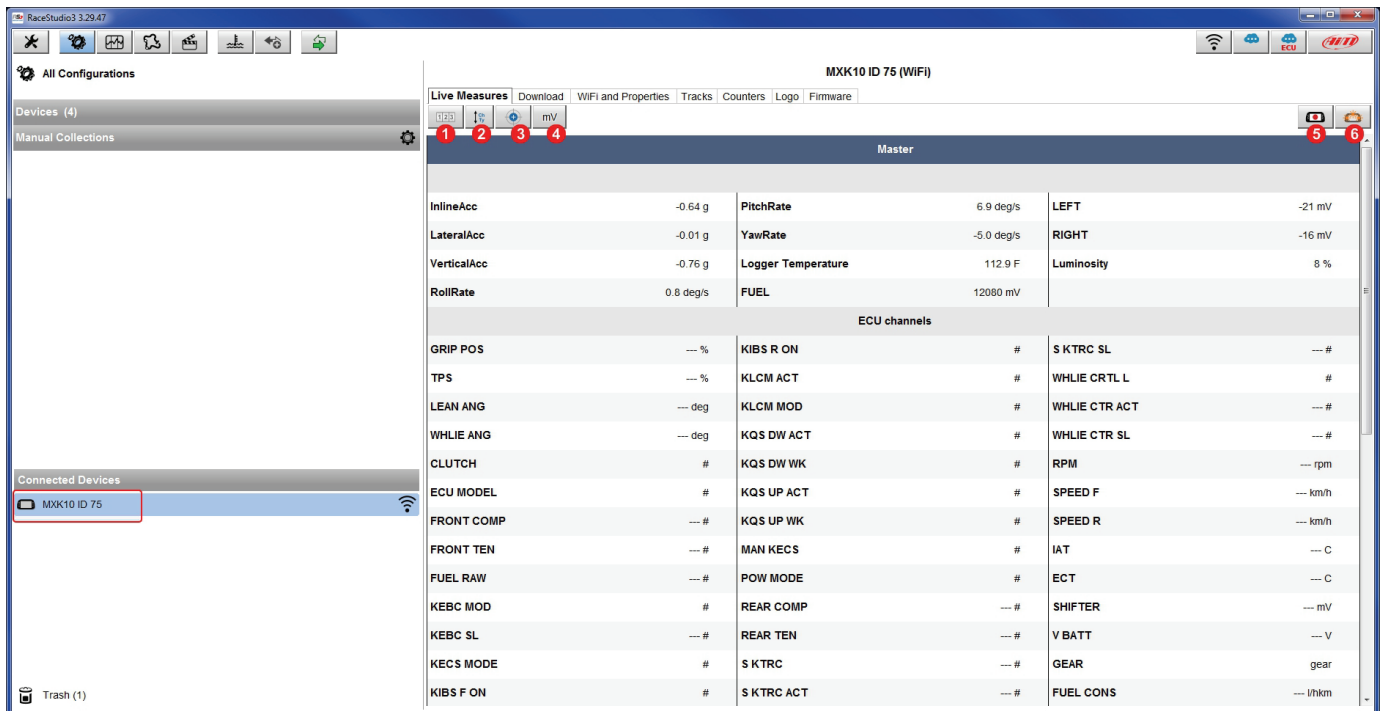 RaceStudio3 3.29.47
ECU
AiM
All Configurations
MXK10 ID 75 (WiFi)
Live Measures Download WiFi and Properties Tracks Counters Logo Firmware
Devices (4)
123 Ch Ty mV
Manual Collections
1 2 3 4 5 6
Master
InlineAcc -0.64 g PitchRate 6.9 deg/s LEFT -21 mV
LateralAcc -0.01 g YawRate -5.0 deg/s RIGHT -16 mV
VerticalAcc -0.76 g Logger Temperature 112.9 F Luminosity 8 %
RollRate 0.8 deg/s FUEL 12080 mV
ECU channels
GRIP POS --- % KIBS R ON # S KTRC SL --- #
TPS --- % KLCM ACT # WHLIE CRTL L #
LEAN ANG --- deg KLCM MOD # WHLIE CTR ACT --- #
WHLIE ANG --- deg KQS DW ACT # WHLIE CTR SL --- #
CLUTCH # KQS DW WK # RPM --- rpm
Connected Devices
ECU MODEL # KQS UP ACT # SPEED F --- km/h
MXK10 ID 75
FRONT COMP --- # KQS UP WK # SPEED R --- km/h
FRONT TEN --- # MAN KECS # IAT --- C
FUEL RAW --- # POW MODE # ECT --- C
KEBC MOD # REAR COMP --- # SHIFTER --- mV
KEBC SL --- # REAR TEN --- # V BATT --- V
KECS MODE # S KTRC --- # GEAR gear
KIBS F ON # S KTRC ACT --- # FUEL CONS --- l/hkm
Trash (1)